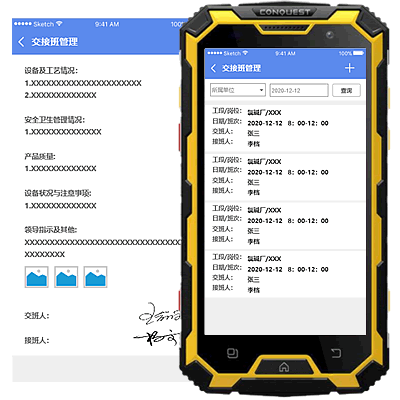 Sketch 9:41 AM
交接班管理
设备及工艺情况:
1.XXXXXXXXXXXXXXXXXXXXXX
2.XXXXXXXXXXXXX
安全卫生管理情况:
1.XXXXXXXXXXXXXX
产品质量:
1.XXXXXXXXXXXXX
设备状况与注意事项:
1.XXXXXXXXXXXXX
领导指示及其他:
XXXXXXXXXXXXXXXXXXXXXXXXXXXXXX
XXXXXXXX
交班人:
接班人:
CONQUEST
Sketch 9:41 AM 100%
交接班管理
所属单位 2020-12-12 查询
工段/岗位: 氯碱厂/XXX
日期/班次: 2020-12-12 8: 00-12: 00
交班人: 张三
接班人: 李栋
工段/岗位: 氯碱厂/XXX
日期/班次: 2020-12-12 8: 00-12: 00
交班人: 张三
接班人: 李栋
工段/岗位: 氯碱厂/XXX
日期/班次: 2020-12-12 8: 00-12: 00
交班人: 张三
接班人: 李栋
工段/岗位: 氯碱厂/XXX
日期/班次: 2020-12-12 8: 00-12: 00
交班人: 张三
接班人: 李栋